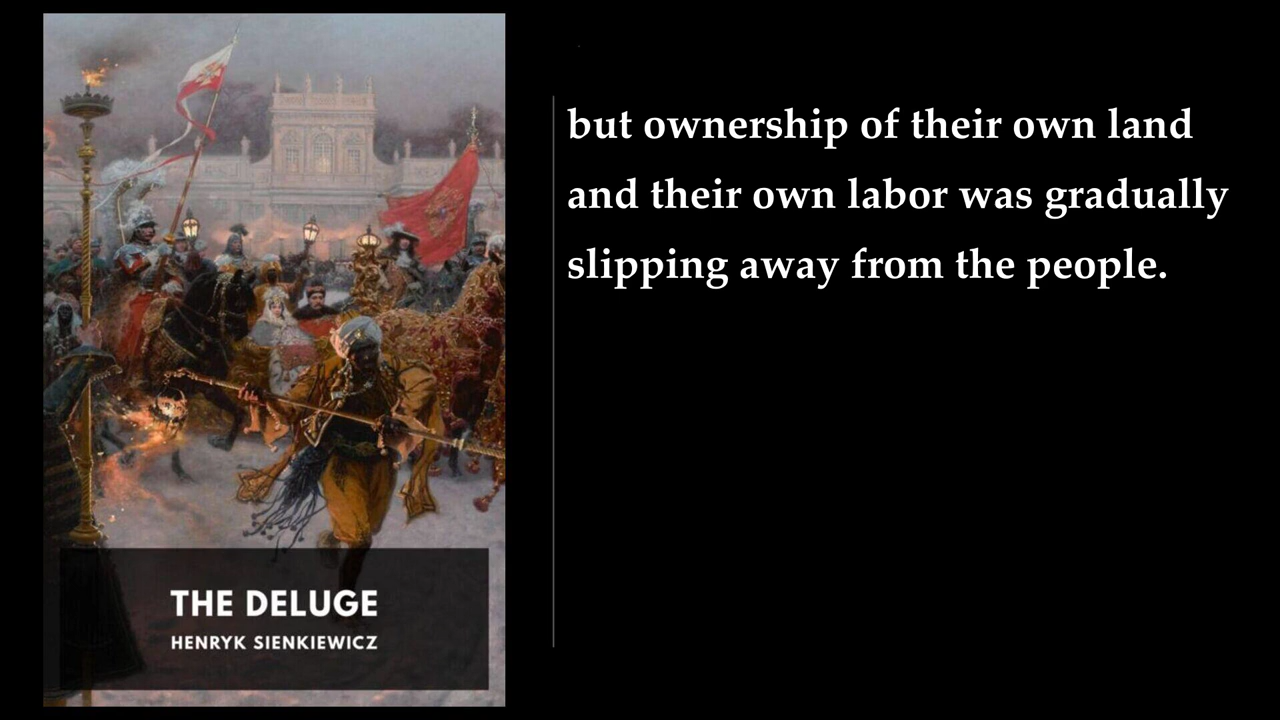 but ownership of their own land
and their own labor was gradually
slipping away from the people.
THE DELUGE
HENRYK SIENKIEWICZ